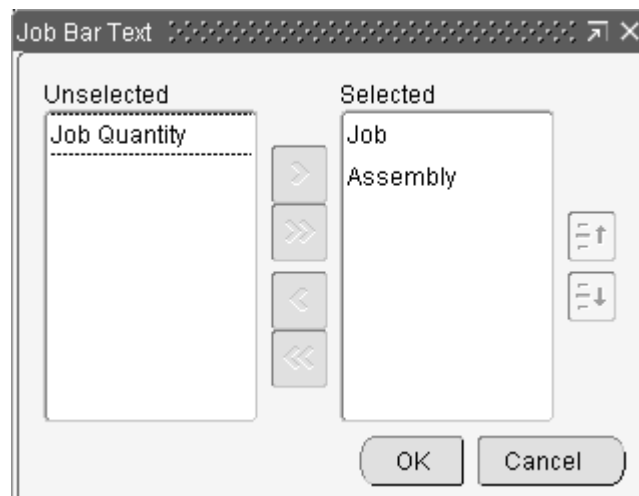 Job Bar Text
Unselected
Selected
Job Quantity
Job
Assembly
OK
Cancel